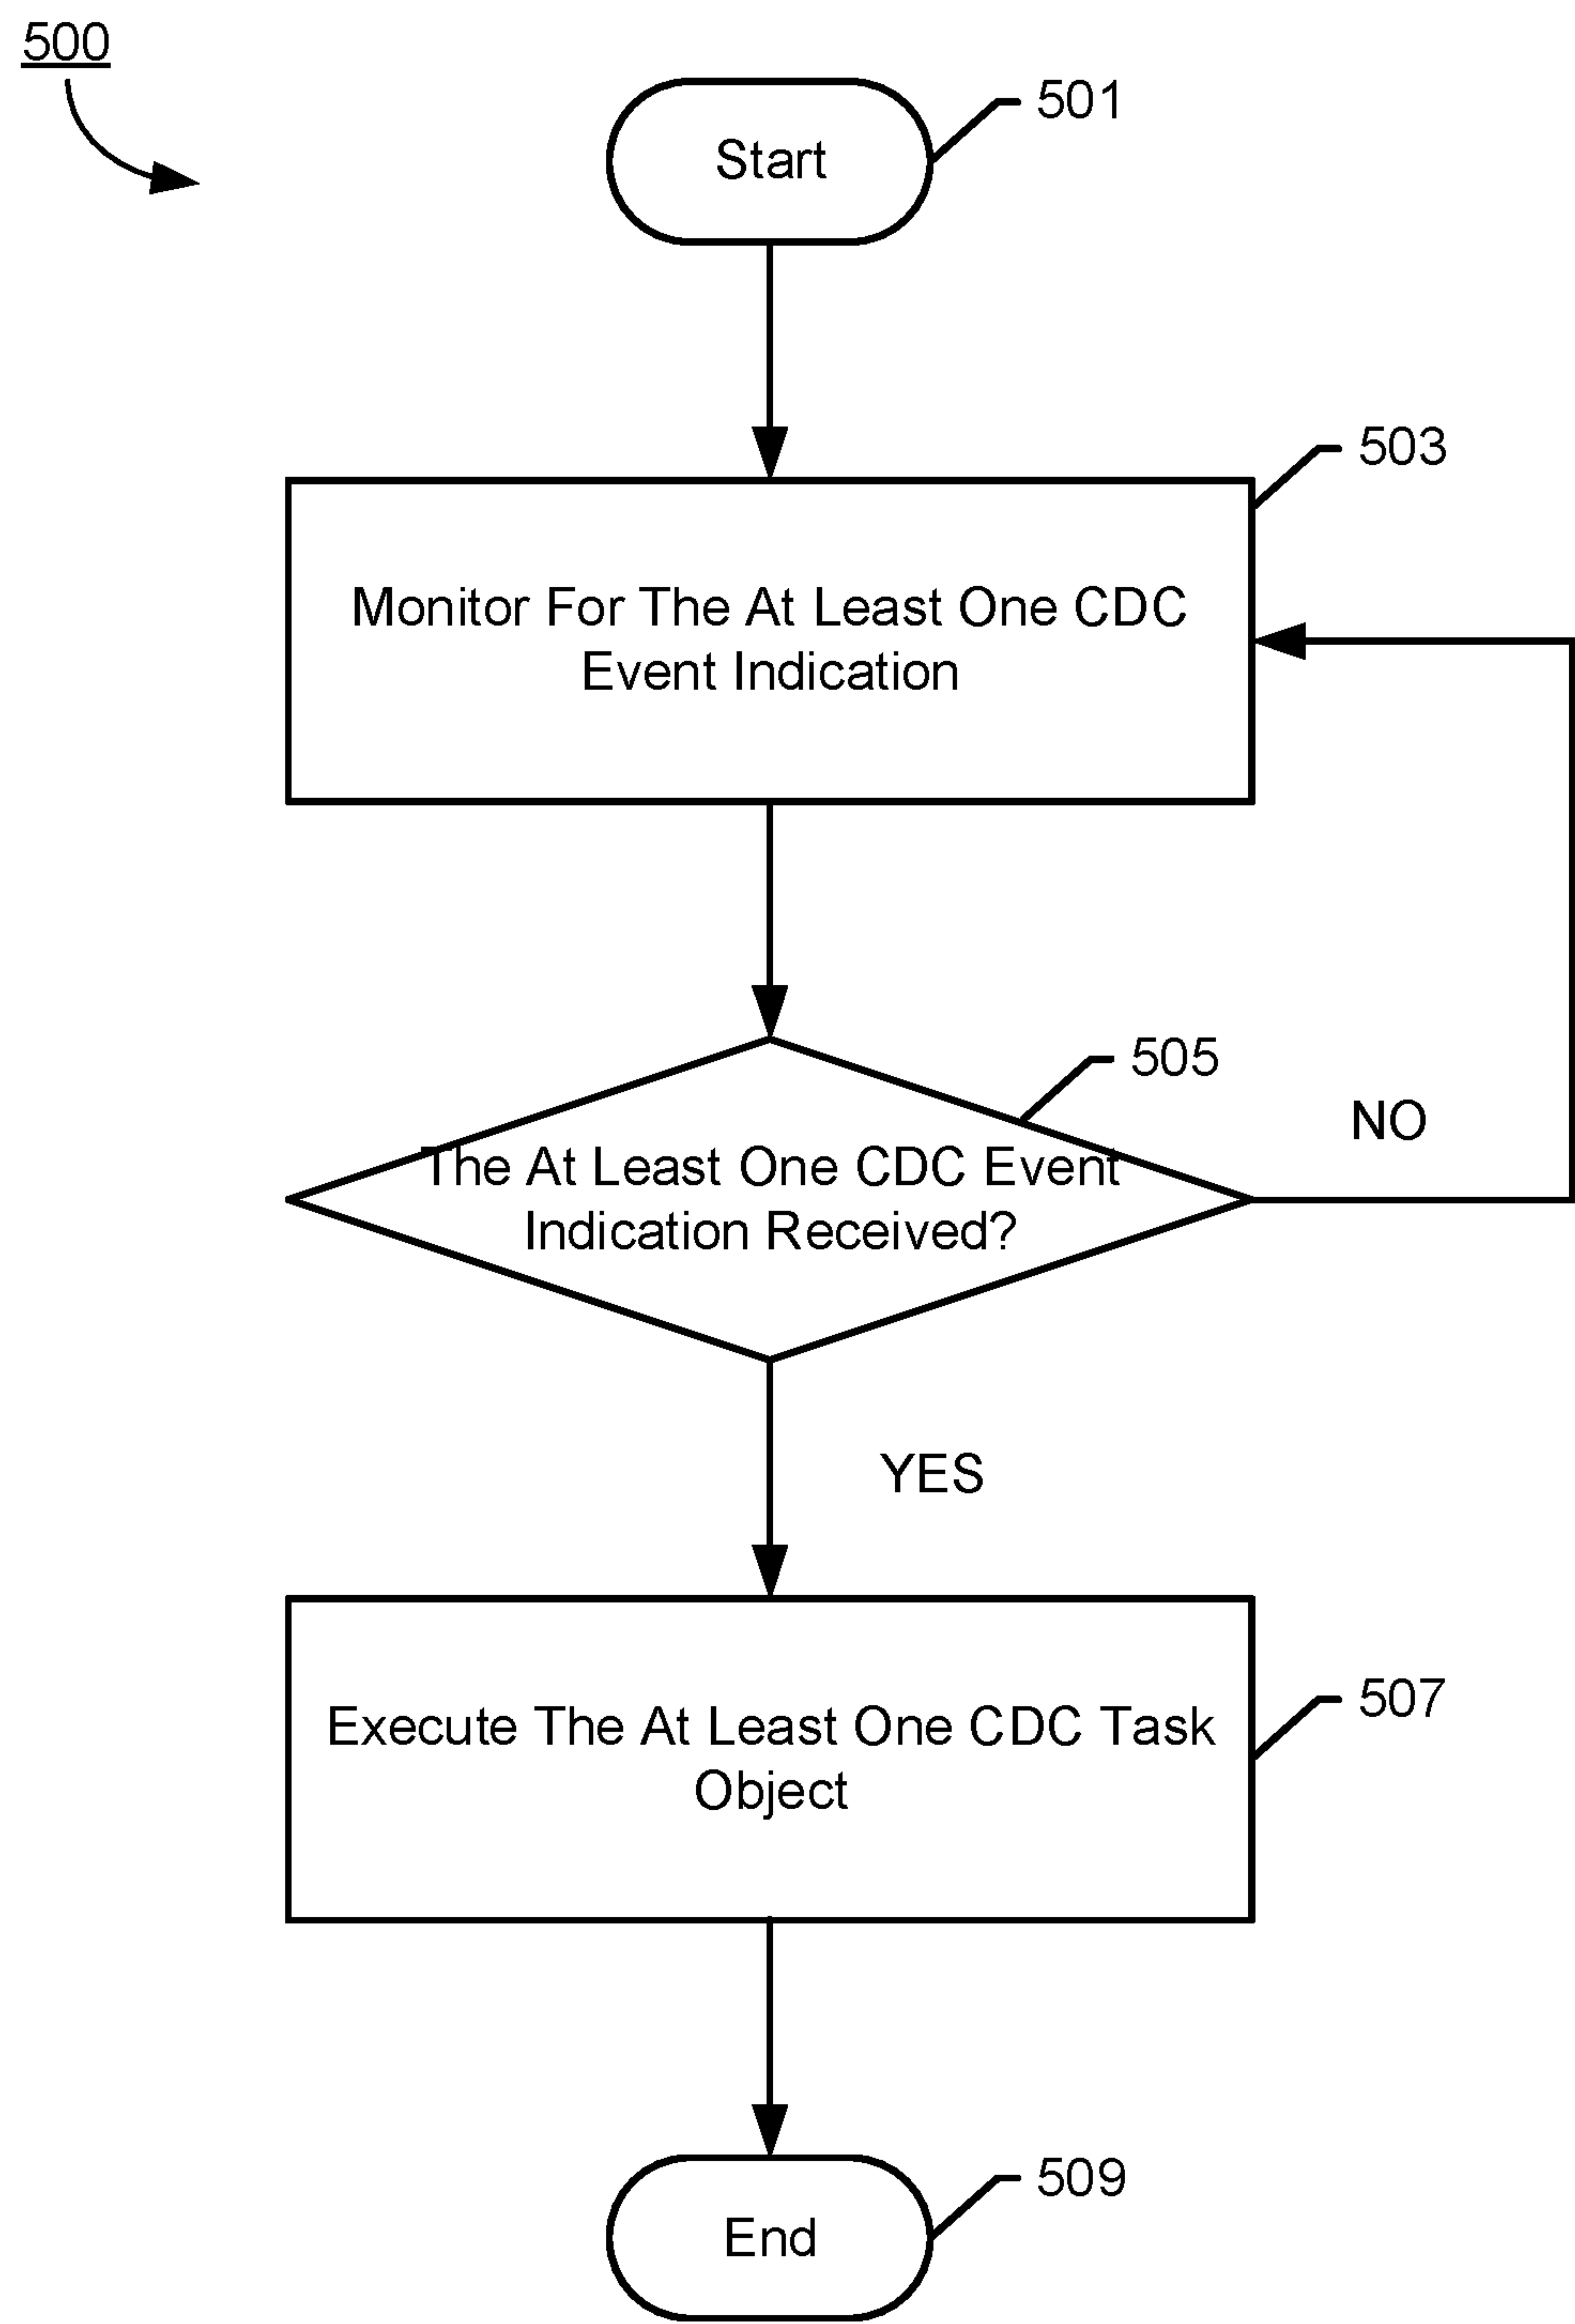 500
501
Start
503
Monitor For The At Least One CDC
Event Indication
505
NO
The At Least One CDC Event
Indication Received?
YES
507
Execute The At Least One CDC Task
Object
509
End